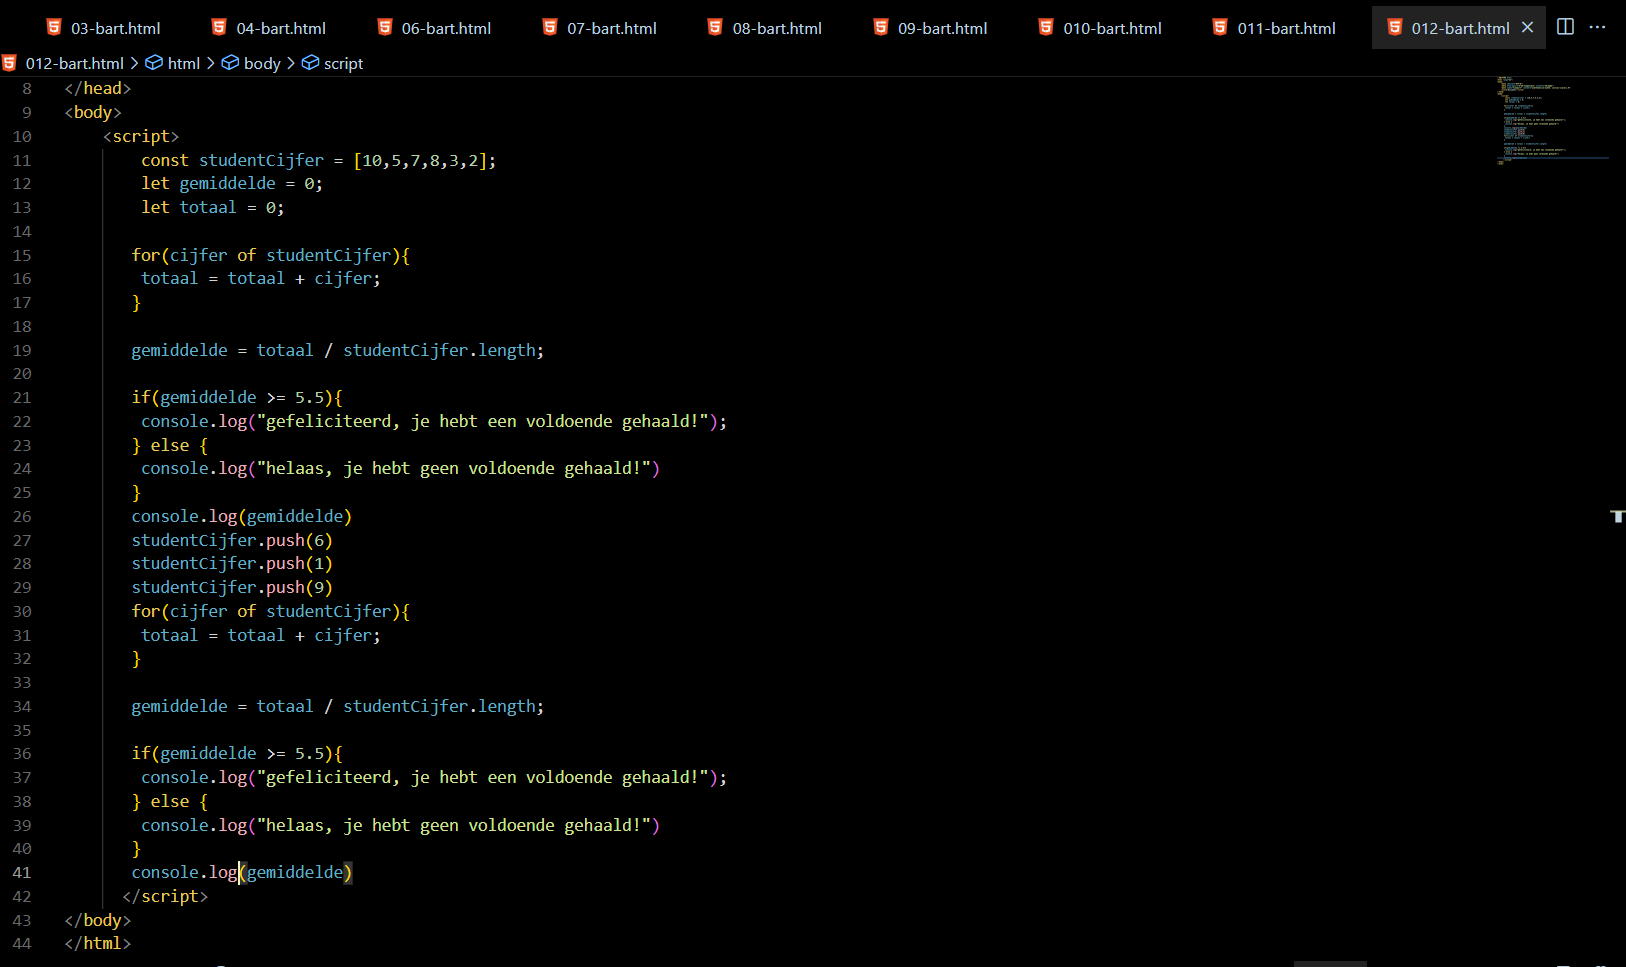 03-bart.html 04-bart.html 06-bart.html 07-bart.html 08-bart.html 09-bart.html 010-bart.html 011-bart.html 012-bart.html
012-bart.html > html > body > script
8 </head>
9 <body>
10 <script>
11 const studentCijfer = [10,5,7,8,3,2];
12 let gemiddelde = 0;
13 let totaal = 0;
14
15 for(cijfer of studentCijfer){
16 totaal = totaal + cijfer;
17 }
18
19 gemiddelde = totaal / studentCijfer.length;
20
21 if(gemiddelde >= 5.5){
22 console.log("gefeliciteerd, je hebt een voldoende gehaald!");
23 } else {
24 console.log("helaas, je hebt geen voldoende gehaald!")
25 }
26 console.log(gemiddelde)
27 studentCijfer.push(6)
28 studentCijfer.push(1)
29 studentCijfer.push(9)
30 for(cijfer of studentCijfer){
31 totaal = totaal + cijfer;
32 }
33
34 gemiddelde = totaal / studentCijfer.length;
35
36 if(gemiddelde >= 5.5){
37 console.log("gefeliciteerd, je hebt een voldoende gehaald!");
38 } else {
39 console.log("helaas, je hebt geen voldoende gehaald!")
40 }
41 console.log(gemiddelde)
42 </script>
43 </body>
44 </html>